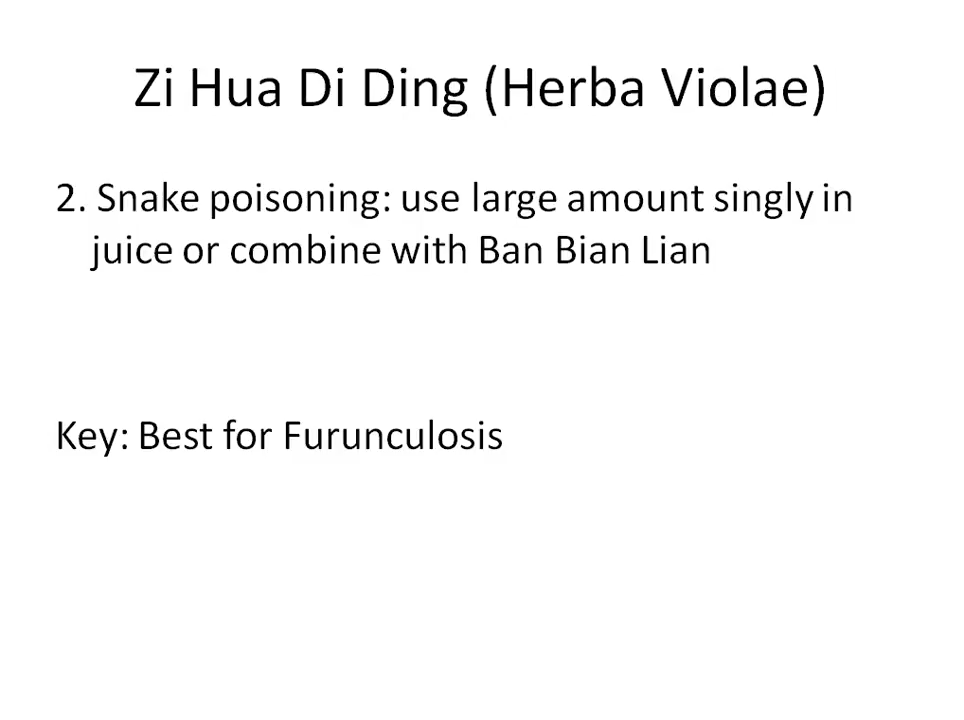 Zi Hua Di Ding (Herba Violae)
2. Snake poisoning: use large amount singly in
juice or combine with Ban Bian Lian
Key: Best for Furunculosis